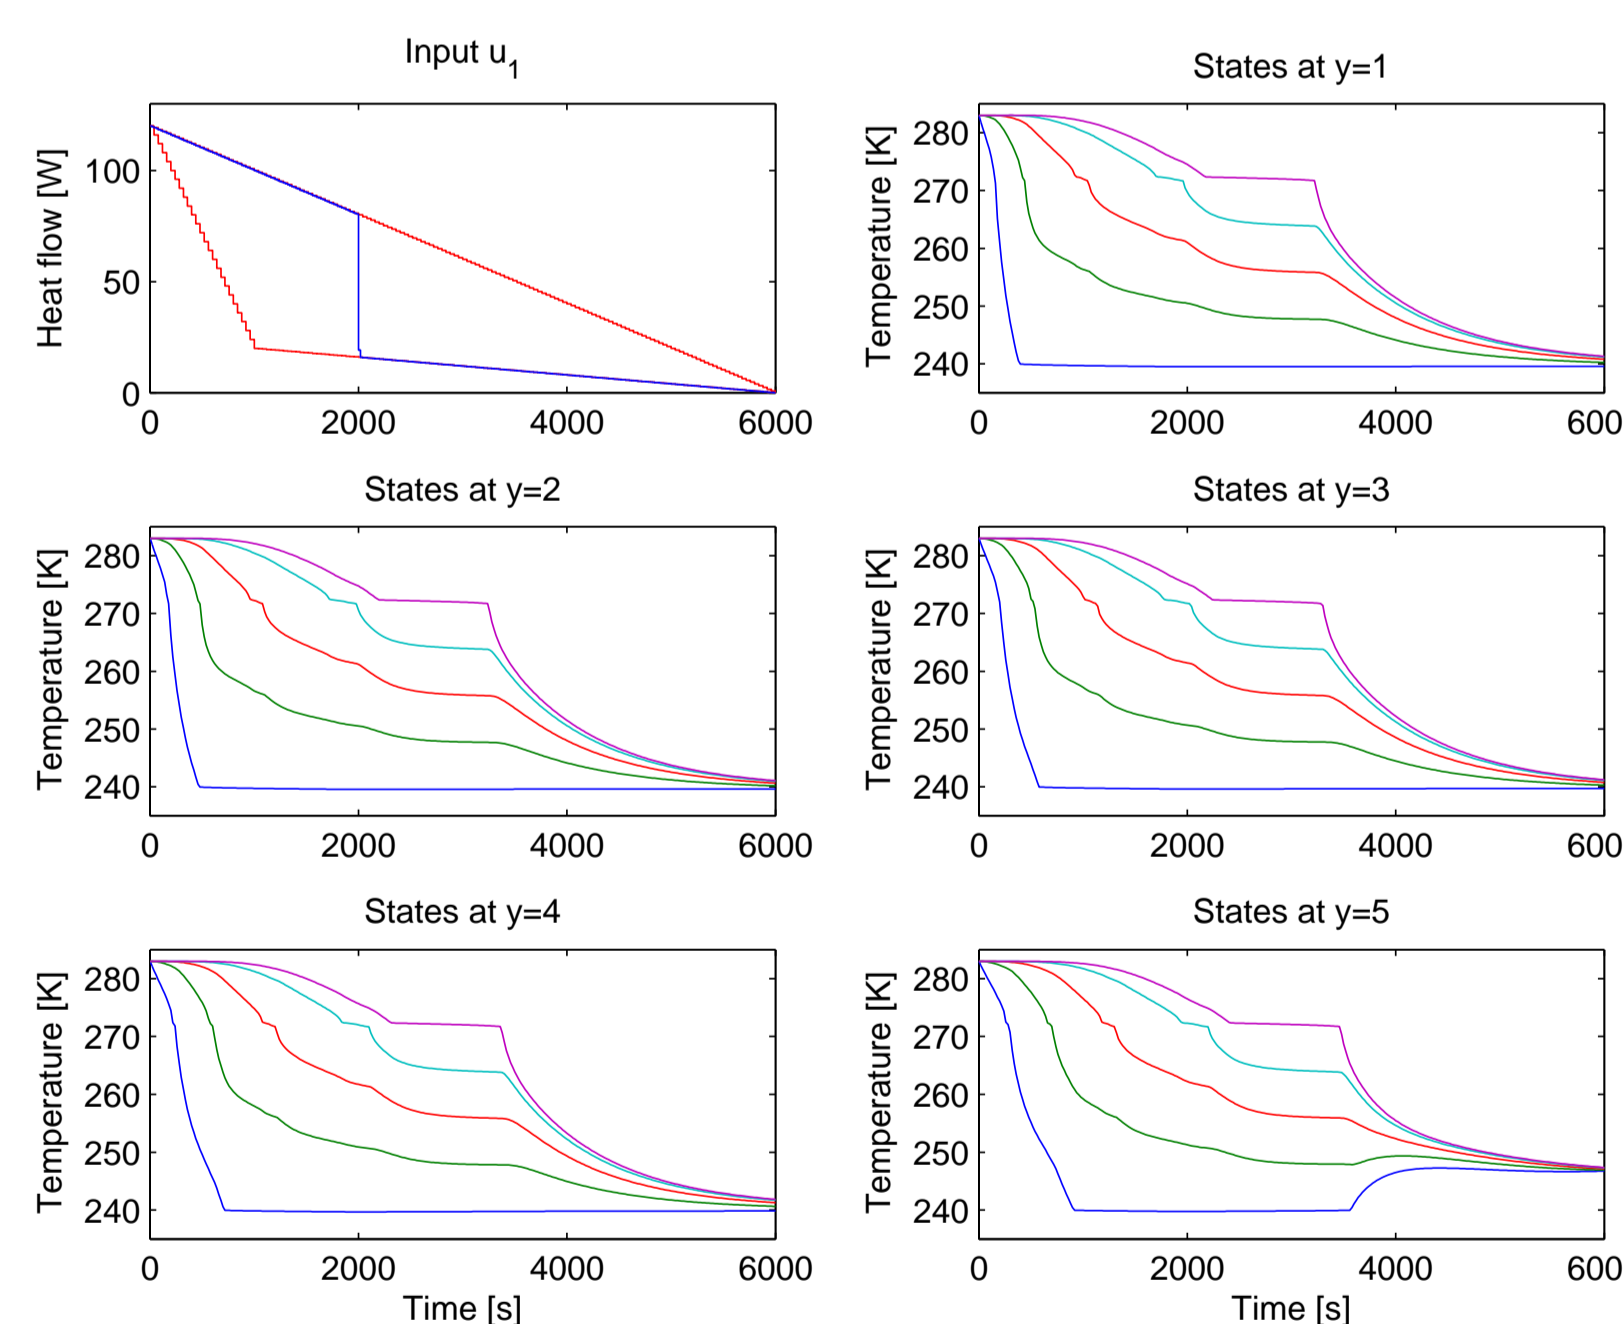 Input u1
Heat flow [W]
100
50
0
0 2000 4000 6000
States at y=1
Temperature [K]
280
270
260
250
240
0 2000 4000 600
States at y=2
Temperature [K]
280
270
260
250
240
0 2000 4000 6000
States at y=3
Temperature [K]
280
270
260
250
240
0 2000 4000 600
States at y=4
Temperature [K]
280
270
260
250
240
0 2000 4000 6000
Time [s]
States at y=5
Temperature [K]
280
270
260
250
240
0 2000 4000 600
Time [s]